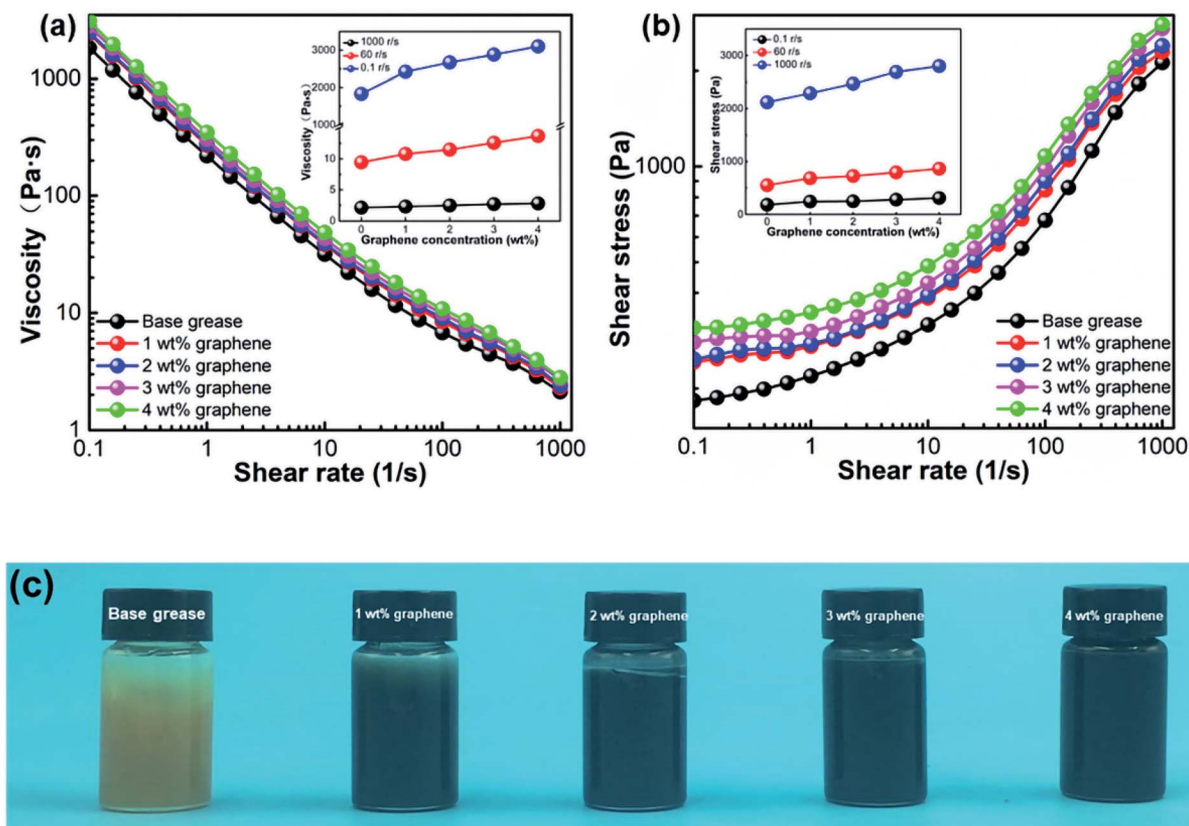 (a)
Viscosity ( Pa·s)
1000
100
10
1
0.1
1
10
100
1000
Shear rate (1/s)
Base grease
1 wt% graphene
2 wt% graphene
3 wt% graphene
4 wt% graphene
1000 r/s
60 r/s
0.1 r/s
Viscosity (Pa•s)
3000
2000
1000
10
5
0
0
1
2
3
4
Graphene concentration (wt%)
(b)
Shear stress (Pa)
1000
0.1
1
10
100
1000
Shear rate (1/s)
Base grease
1 wt% graphene
2 wt% graphene
3 wt% graphene
4 wt% graphene
0.1 r/s
60 r/s
1000 r/s
Shear stress (Pa)
3000
2000
1000
0
0
1
2
3
4
Graphene concentration (wt%)
(c)
Base grease
1 wt% graphene
2 wt% graphene
3 wt% graphene
4 wt% graphene